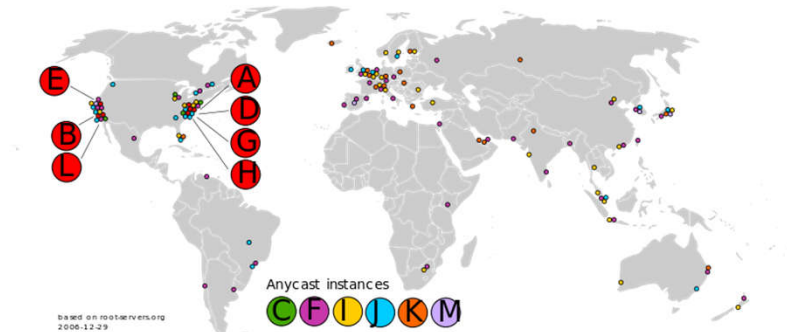 E
A
D
B
G
L
H
Anycast instances
C F I J K M
based on root-servers.org
2006-12-29